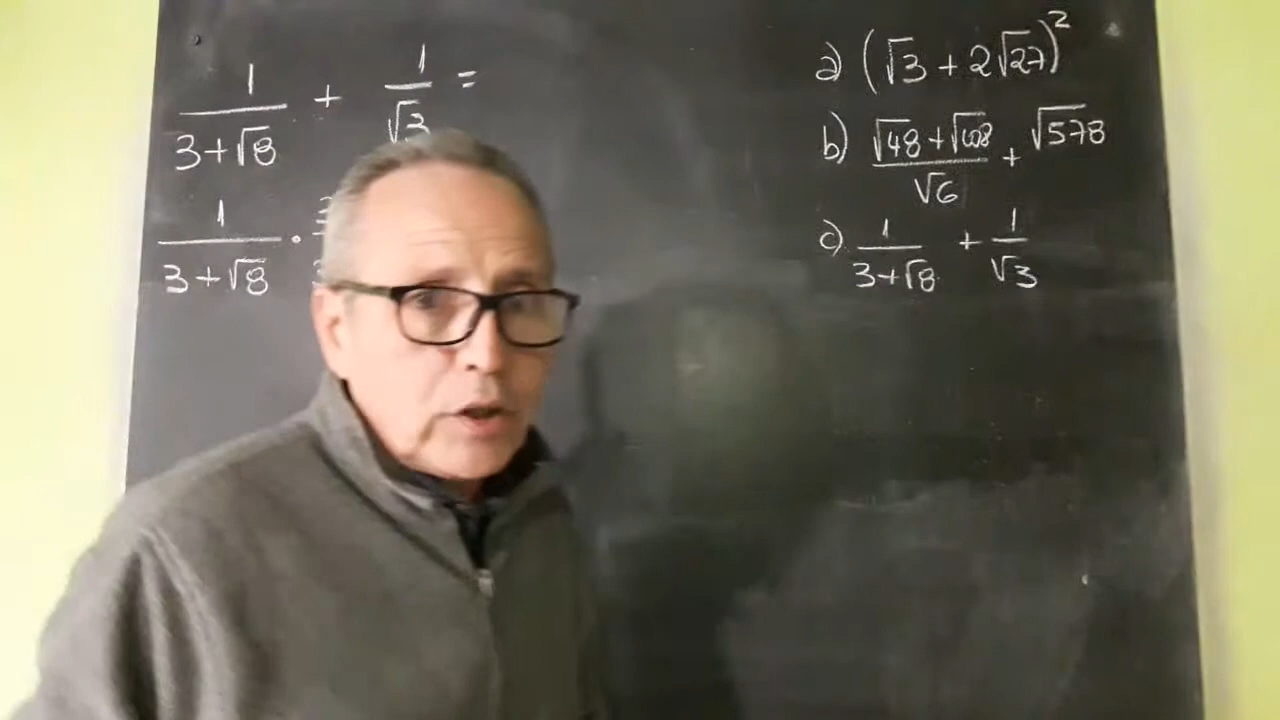 1/(3+√8) + 1/√3 =
1/(3+√8) · 3
a) (√3 + 2√27)²
b) (√48 + √108)/√6 + √578
c) 1/(3+√8) + 1/√3